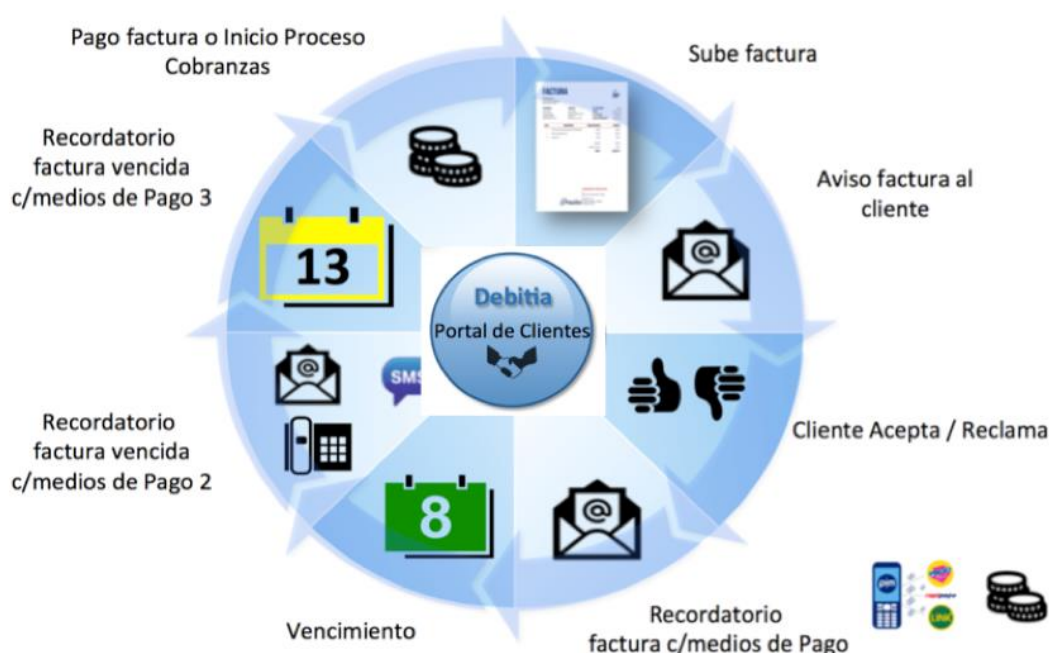 Pago factura o Inicio Proceso
Cobranzas
Sube factura
FACTURA
Aviso factura al
cliente
Recordatorio
factura vencida
c/medios de Pago 3
13
Debitia
Portal de Clientes
SMS
Cliente Acepta / Reclama
Recordatorio
factura vencida
c/medios de Pago 2
8
@
@
@
Vencimiento
Recordatorio
factura c/medios de Pago
LINK